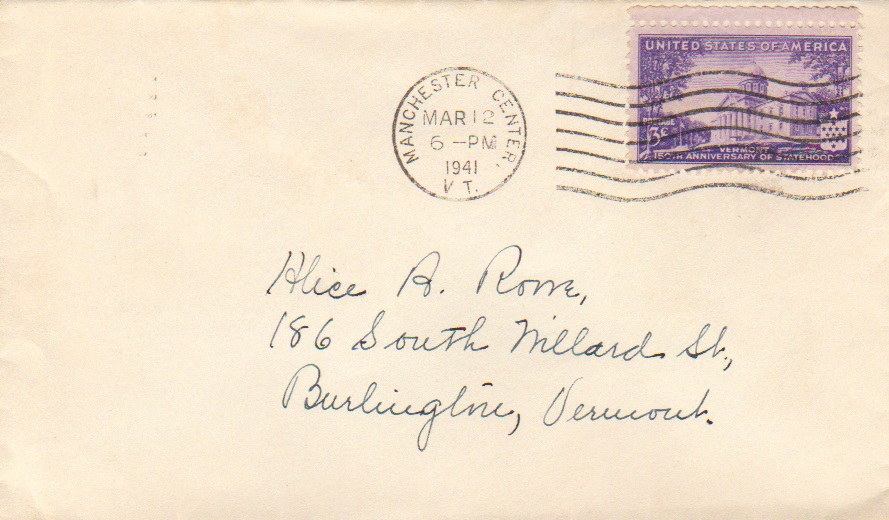 MANCHESTER CENTER,
MAR 12
6 - PM
1941
VT.
UNITED STATES OF AMERICA
POSTAGE
3¢
VERMONT
150TH ANNIVERSARY OF STATEHOOD
Alice A. Rowe,
186 South Willard St.,
Burlington, Vermont.